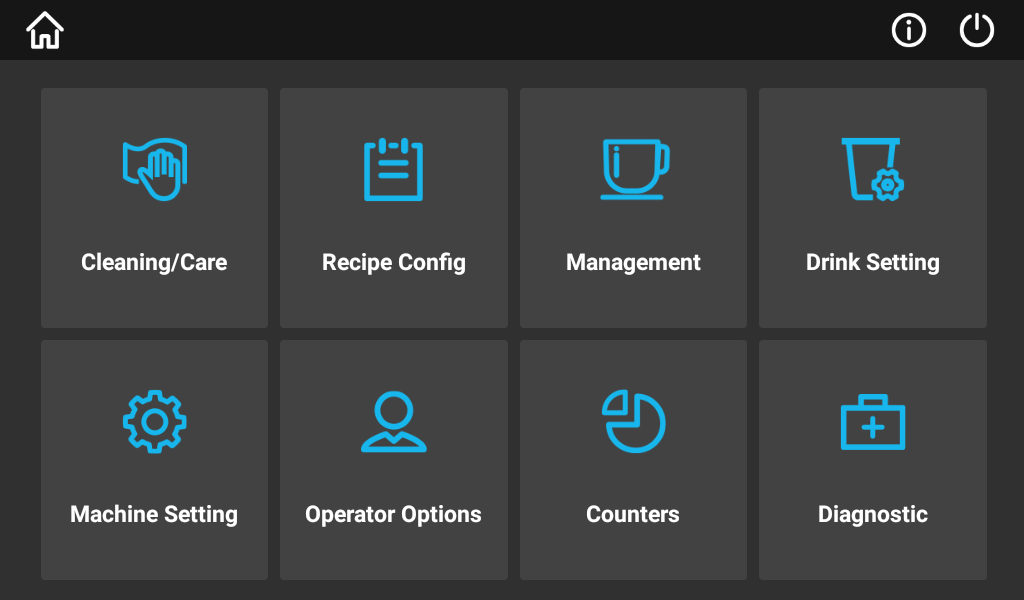 Cleaning/Care
Recipe Config
Management
Drink Setting
Machine Setting
Operator Options
Counters
Diagnostic